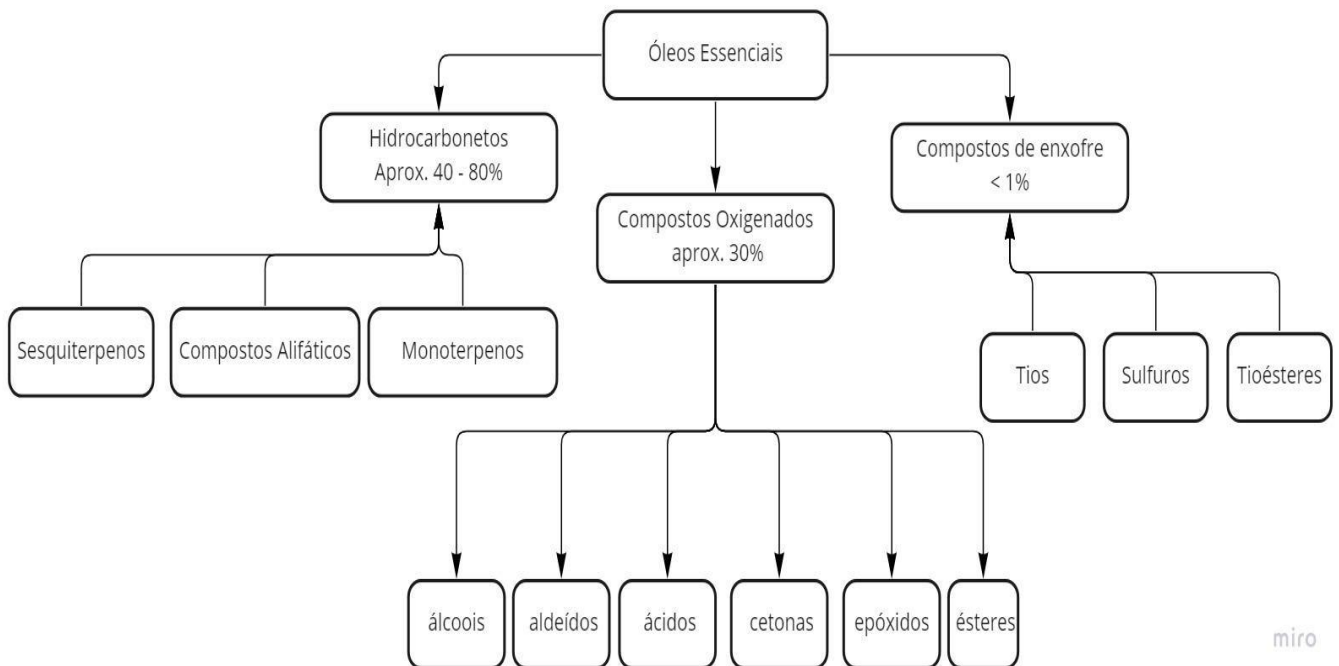 Óleos Essenciais
Hidrocarbonetos
Aprox. 40 - 80%
Compostos Oxigenados
aprox. 30%
Compostos de enxofre
< 1%
Sesquiterpenos
Compostos Alifáticos
Monoterpenos
Tios
Sulfuros
Tioésteres
álcoois
aldeídos
ácidos
cetonas
epóxidos
ésteres
miro